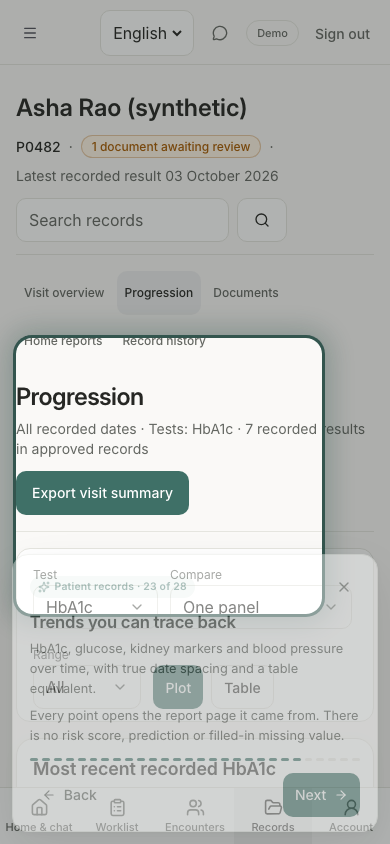 English
Demo
Sign out
Asha Rao (synthetic)
P0482 · 1 document awaiting review ·
Latest recorded result 03 October 2026
Search records
Visit overview
Progression
Documents
Home reports
Record history
Progression
All recorded dates · Tests: HbA1c · 7 recorded results
in approved records
Export visit summary
Test
Compare
Patient records · 23 of 28
HbA1c
One panel
Trends you can trace back
HbA1c, glucose, kidney markers and blood pressure
Range
over time, with true date spacing and a table
equivalent.
All
Plot
Table
Every point opens the report page it came from. There
is no risk score, prediction or filled-in missing value.
Most recent recorded HbA1c
Back
Next
Home & chat
Worklist
Encounters
Records
Account